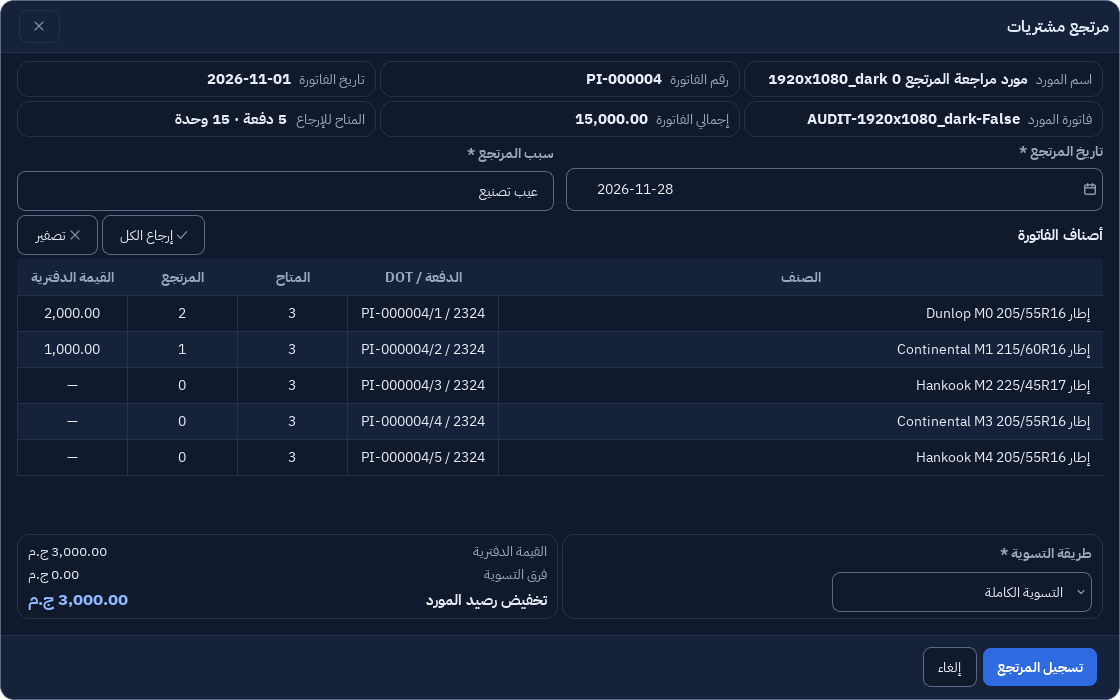 مرتجع مشتريات
اسم المورد مورد مراجعة المرتجع 0 1920x1080_dark
رقم الفاتورة PI-000004
تاريخ الفاتورة 2026-11-01
فاتورة المورد AUDIT-1920x1080_dark-False
إجمالي الفاتورة 15,000.00
المتاح للإرجاع 5 دفعة · 15 وحدة
تاريخ المرتجع *
سبب المرتجع *
2026-11-28
عيب تصنيع
أصناف الفاتورة
إرجاع الكل
تصفير
الصنف الدفعة / DOT المتاح المرتجع القيمة الدفترية
إطار Dunlop M0 205/55R16 PI-000004/1 / 2324 3 2 2,000.00
إطار Continental M1 215/60R16 PI-000004/2 / 2324 3 1 1,000.00
إطار Hankook M2 225/45R17 PI-000004/3 / 2324 3 0 —
إطار Continental M3 205/55R16 PI-000004/4 / 2324 3 0 —
إطار Hankook M4 205/55R16 PI-000004/5 / 2324 3 0 —
طريقة التسوية *
التسوية الكاملة
القيمة الدفترية 3,000.00 ج.م
فرق التسوية 0.00 ج.م
تخفيض رصيد المورد 3,000.00 ج.م
تسجيل المرتجع
إلغاء